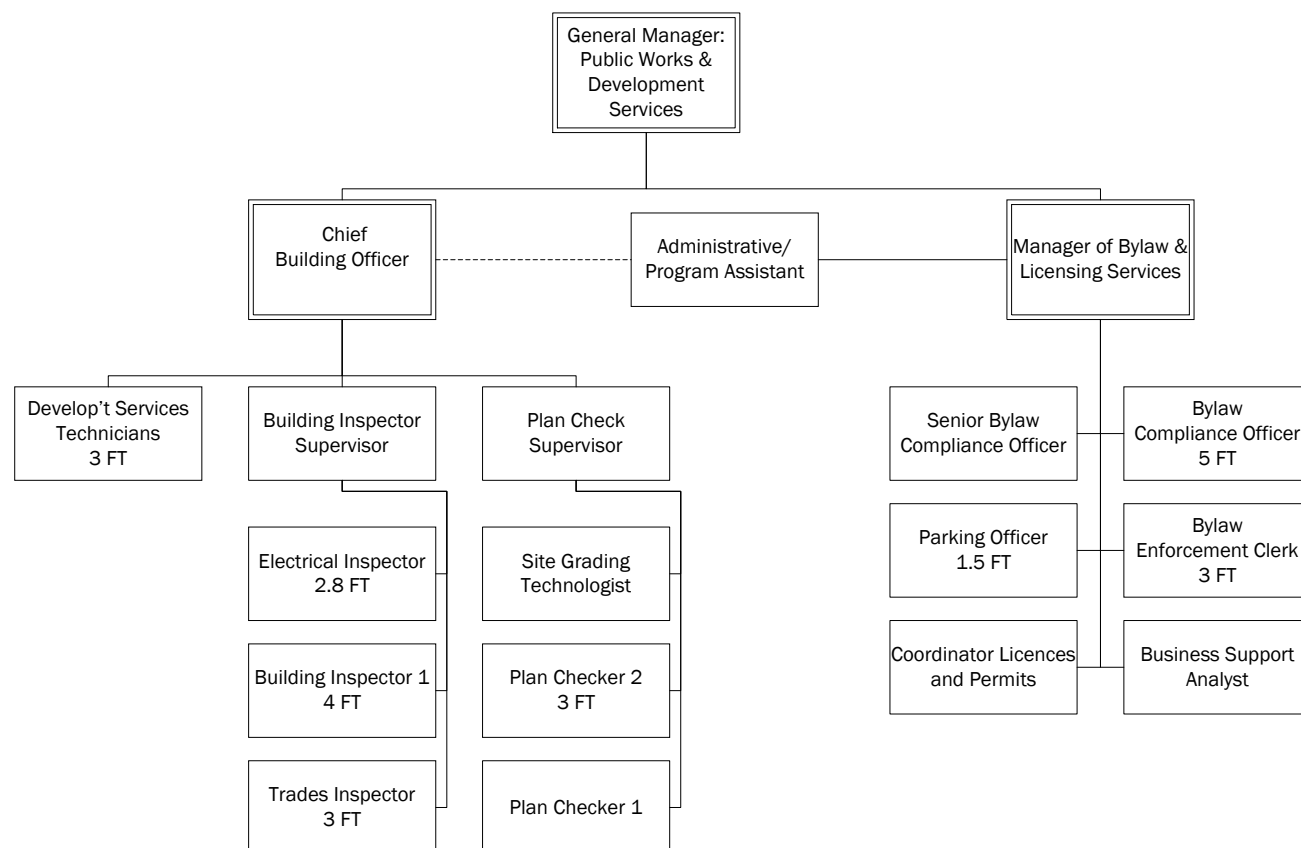 General Manager:
Public Works &
Development
Services
Chief
Building Officer
Administrative/
Program Assistant
Manager of Bylaw &
Licensing Services
Develop’t Services
Technicians
3 FT
Building Inspector
Supervisor
Plan Check
Supervisor
Senior Bylaw
Compliance Officer
Bylaw
Compliance Officer
5 FT
Electrical Inspector
2.8 FT
Site Grading
Technologist
Parking Officer
1.5 FT
Bylaw
Enforcement Clerk
3 FT
Building Inspector 1
4 FT
Plan Checker 2
3 FT
Coordinator Licences
and Permits
Business Support
Analyst
Trades Inspector
3 FT
Plan Checker 1